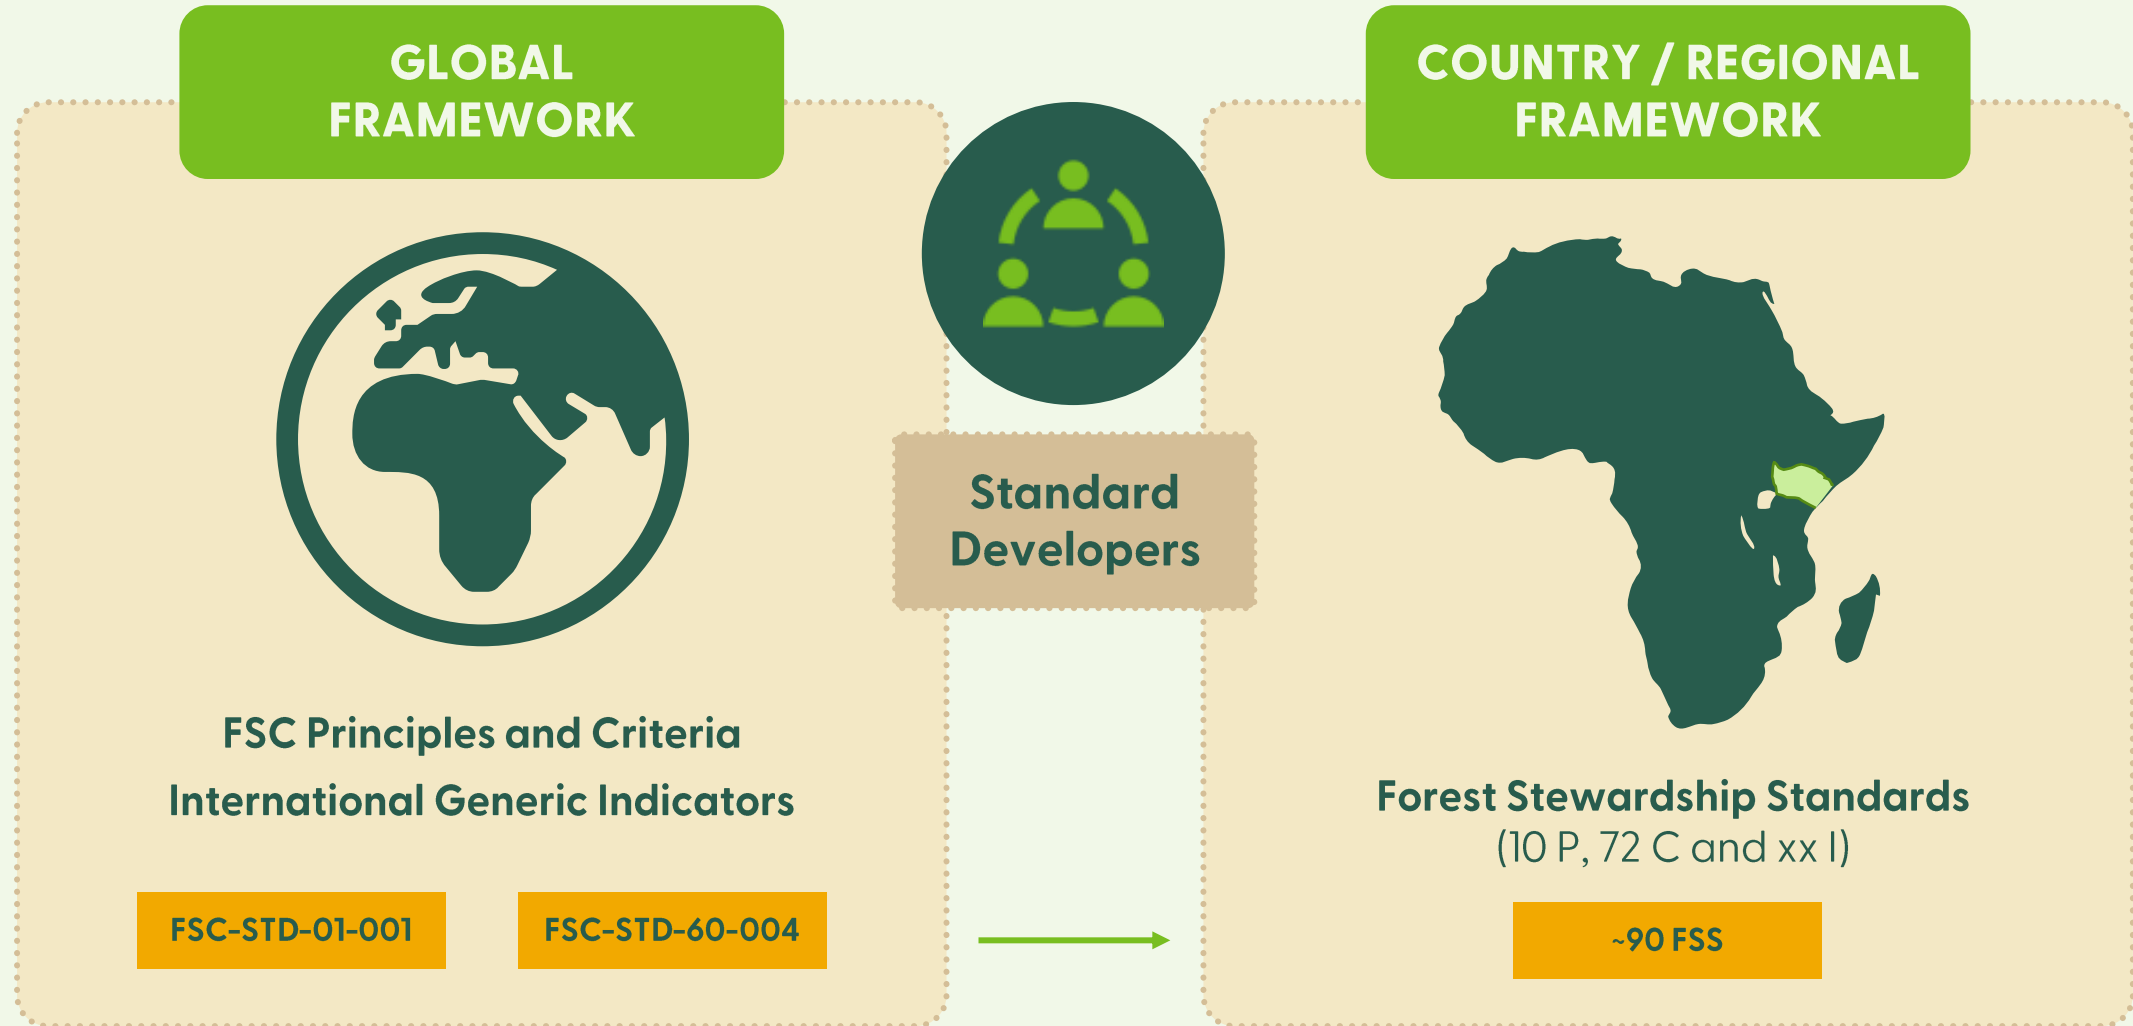 GLOBAL
FRAMEWORK
FSC Principles and Criteria
International Generic Indicators
FSC-STD-01-001
FSC-STD-60-004
Standard
Developers
COUNTRY / REGIONAL
FRAMEWORK
Forest Stewardship Standards
(10 P, 72 C and xx I)
~90 FSS